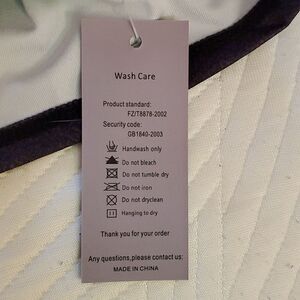 Wash Care
Product standard:
FZ/T8878-2002
Security code:
GB1840-2003
Handwash only
Do not bleach
Do not tumble dry
Do not iron
Do not dryclean
Hanging to dry
Thank you for your order
Any questions,please contact us:
MADE IN CHINA